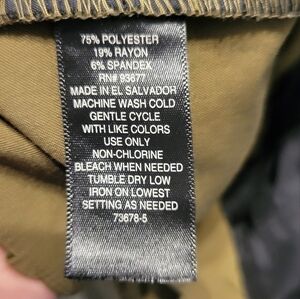 75% POLYESTER
19% RAYON
6% SPANDEX
RN# 93677
MADE IN EL SALVADOR
MACHINE WASH COLD
GENTLE CYCLE
WITH LIKE COLORS
USE ONLY
NON-CHLORINE
BLEACH WHEN NEEDED
TUMBLE DRY LOW
IRON ON LOWEST
SETTING AS NEEDED
73678-5